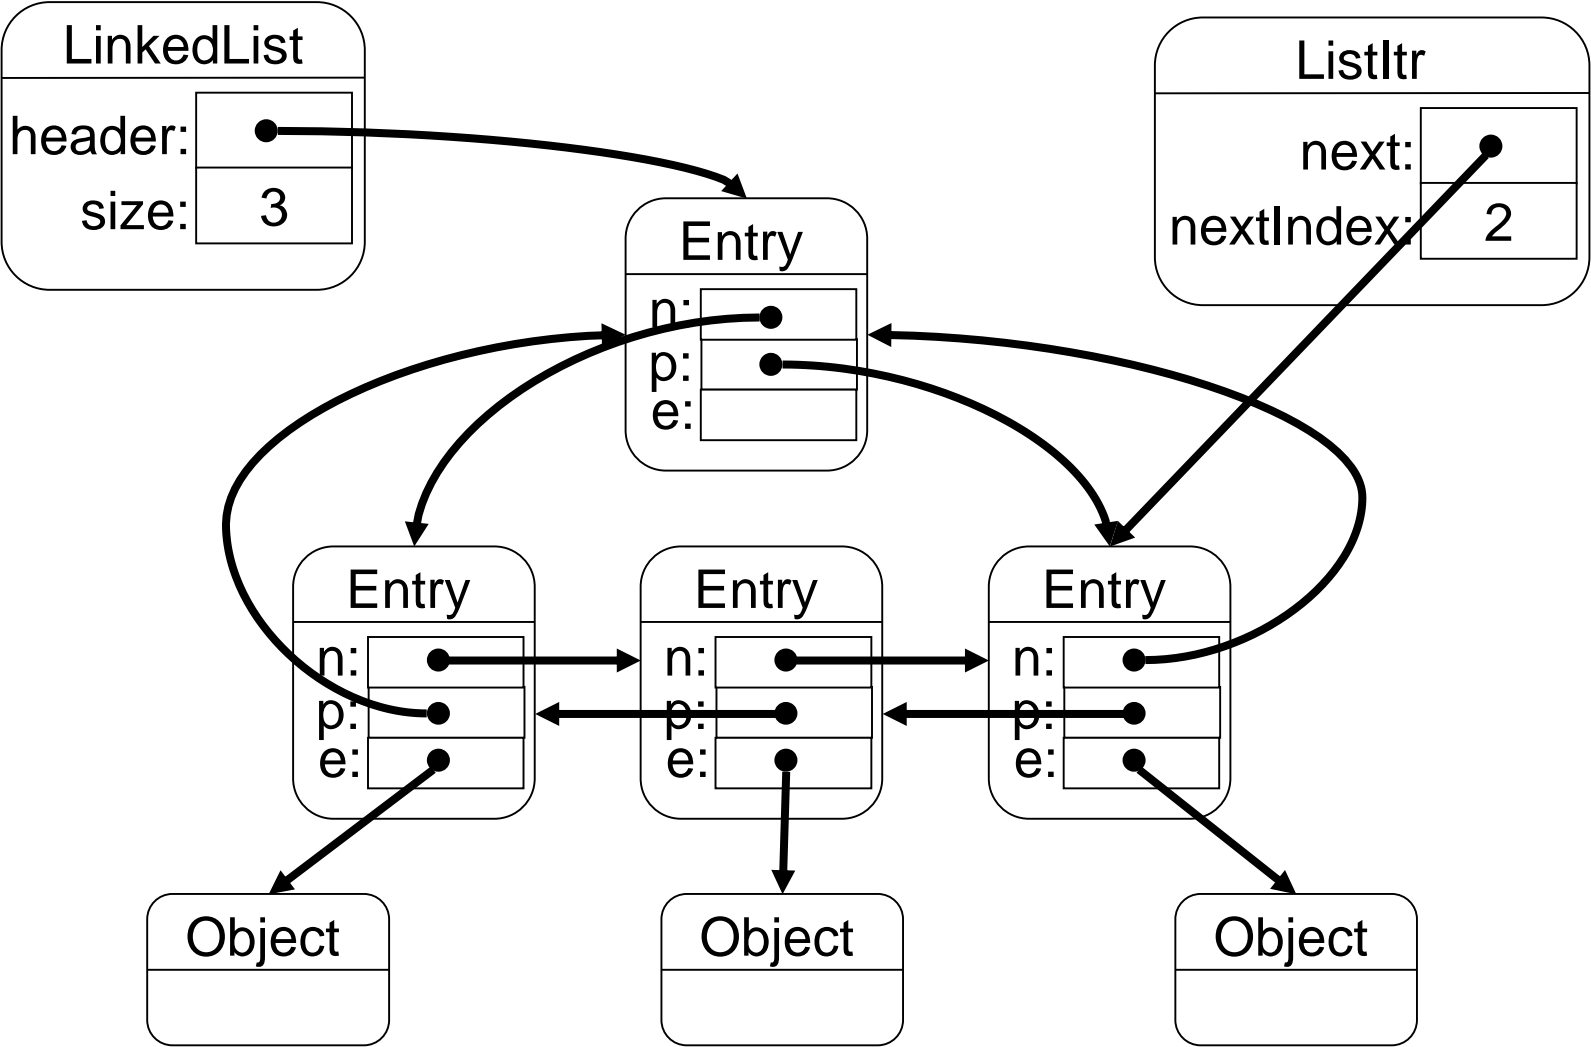 LinkedList
header:
size: 3
ListItr
next:
nextIndex: 2
Entry
n:
p:
e:
Entry
n:
p:
e:
Entry
n:
p:
e:
Entry
n:
p:
e:
Object
Object
Object